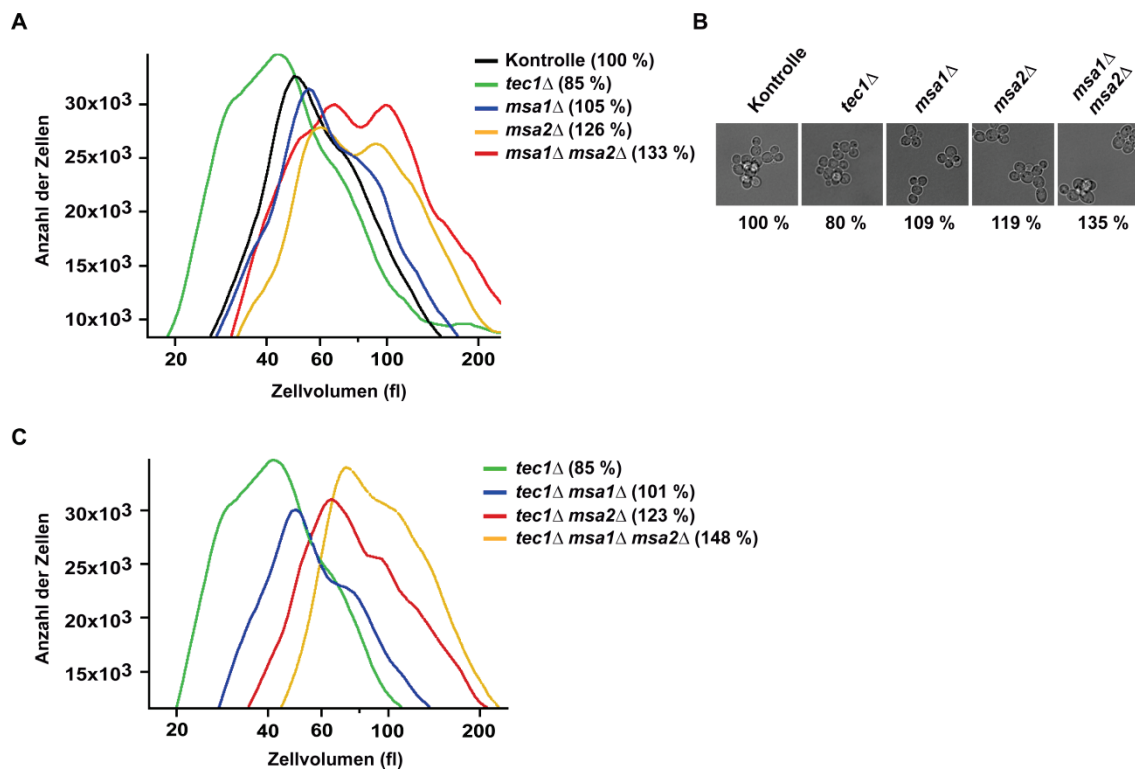 A
Kontrolle (100 %)
tec1Δ (85 %)
msa1Δ (105 %)
msa2Δ (126 %)
msa1Δ msa2Δ (133 %)
Anzahl der Zellen
30x10³
25x10³
20x10³
15x10³
10x10³
20 40 60 100 200
Zellvolumen (fl)
B
Kontrolle
tec1Δ
msa1Δ
msa2Δ
msa1Δ
msa2Δ
100 % 80 % 109 % 119 % 135 %
C
tec1Δ (85 %)
tec1Δ msa1Δ (101 %)
tec1Δ msa2Δ (123 %)
tec1Δ msa1Δ msa2Δ (148 %)
Anzahl der Zellen
30x10³
25x10³
20x10³
15x10³
20 40 60 100 200
Zellvolumen (fl)